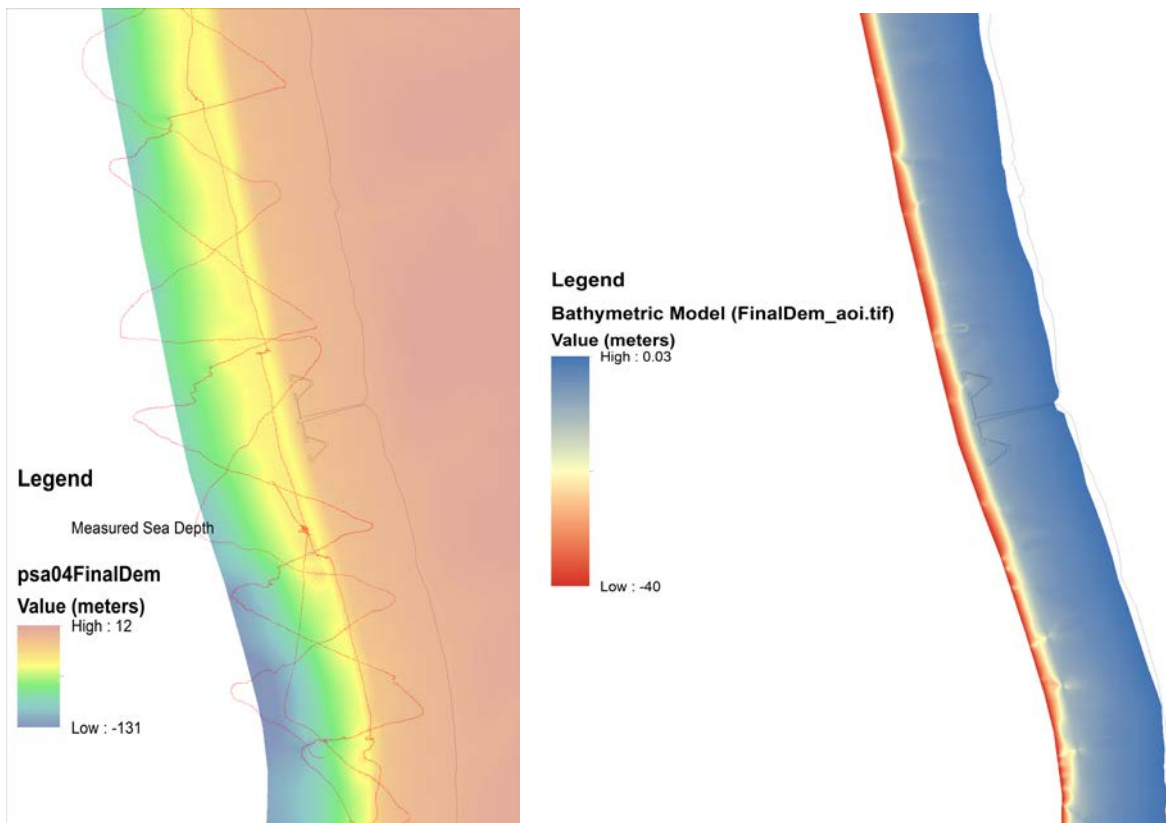 Legend
Measured Sea Depth
psa04FinalDem
Value (meters)
High : 12
Low : -131
Legend
Bathymetric Model (FinalDem_aoi.tif)
Value (meters)
High : 0.03
Low : -40